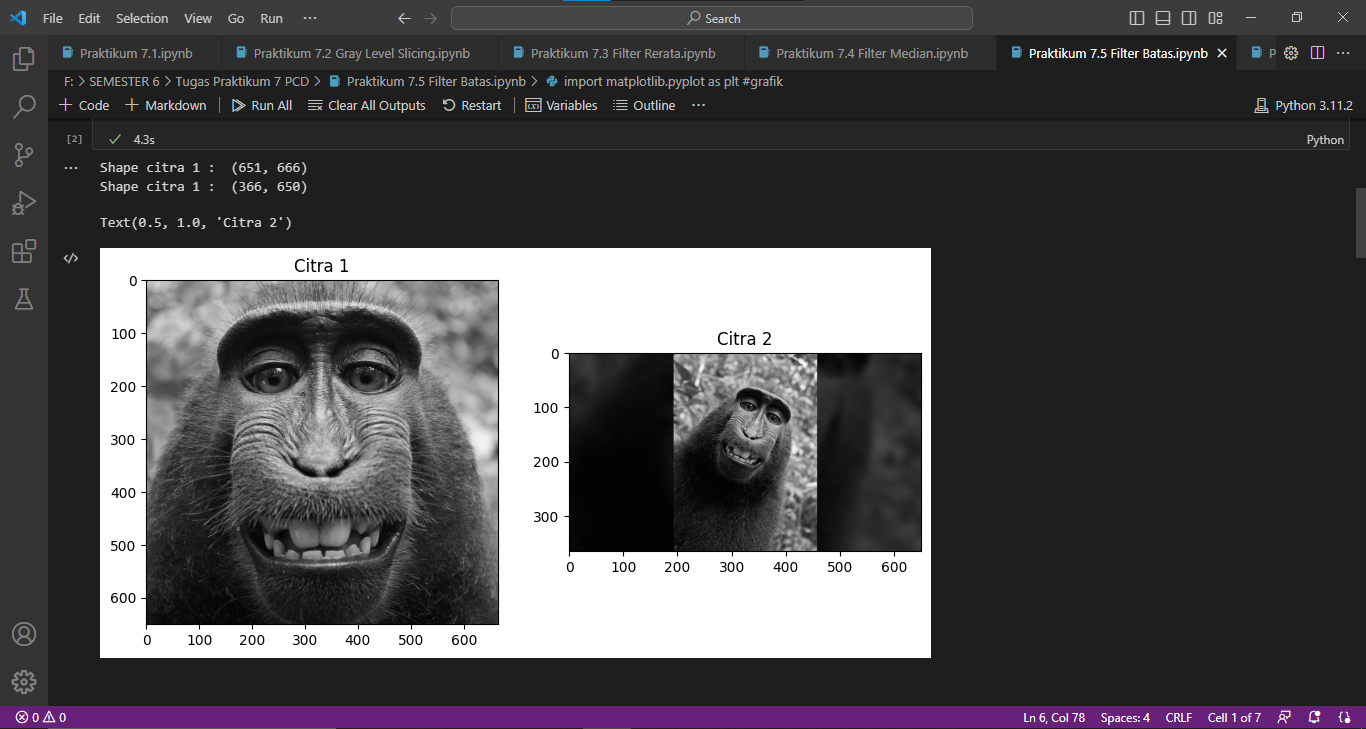 File Edit Selection View Go Run ··· Search
Praktikum 7.1.ipynb Praktikum 7.2 Gray Level Slicing.ipynb Praktikum 7.3 Filter Rerata.ipynb Praktikum 7.4 Filter Median.ipynb Praktikum 7.5 Filter Batas.ipynb P ···
F: > SEMESTER 6 > Tugas Praktikum 7 PCD > Praktikum 7.5 Filter Batas.ipynb > import matplotlib.pyplot as plt #grafik
+ Code + Markdown Run All Clear All Outputs Restart Variables Outline ··· Python 3.11.2
[2] 4.3s Python
Shape citra 1 :  (651, 666)
Shape citra 1 :  (366, 650)
Text(0.5, 1.0, 'Citra 2')
Citra 1
0
100
200
300
400
500
600
0 100 200 300 400 500 600
Citra 2
0
100
200
300
0 100 200 300 400 500 600
0 0 Ln 6, Col 78 Spaces: 4 CRLF Cell 1 of 7